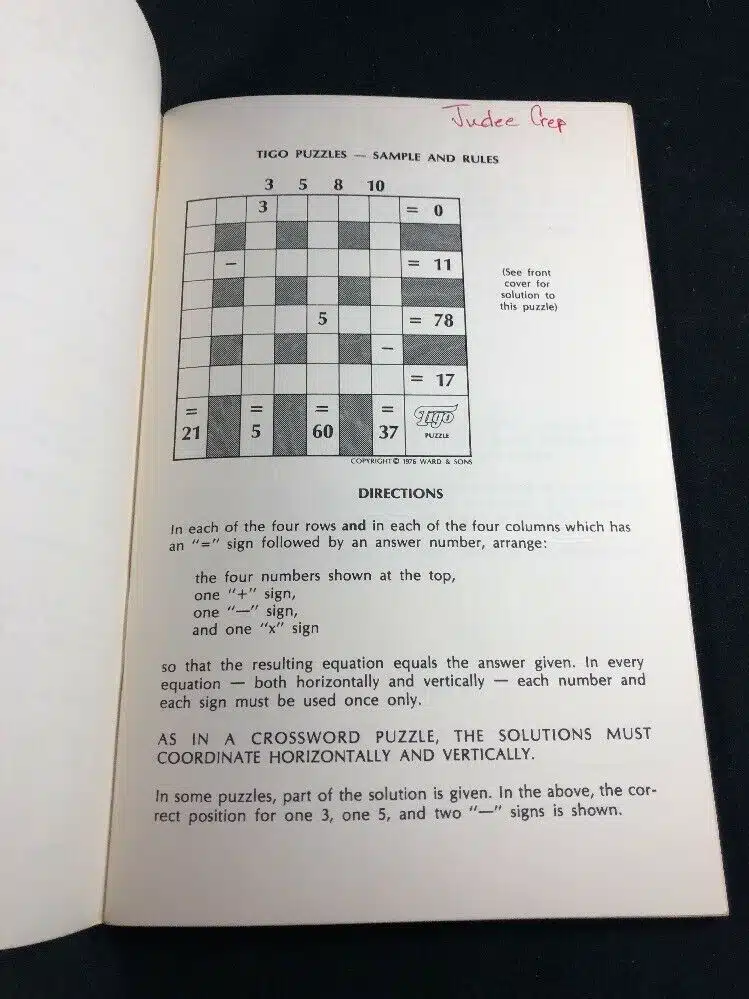 Judee Crep
TIGO PUZZLES — SAMPLE AND RULES
3 5 8 10
3 = 0
– = 11
5 = 78
–
= 17
= = = =
21 5 60 37
Tigo
PUZZLE
COPYRIGHT © 1976 WARD & SONS
(See front
cover for
solution to
this puzzle)
DIRECTIONS
In each of the four rows and in each of the four columns which has
an "=" sign followed by an answer number, arrange:
the four numbers shown at the top,
one "+" sign,
one "—" sign,
and one "x" sign
so that the resulting equation equals the answer given. In every
equation — both horizontally and vertically — each number and
each sign must be used once only.
AS IN A CROSSWORD PUZZLE, THE SOLUTIONS MUST
COORDINATE HORIZONTALLY AND VERTICALLY.
In some puzzles, part of the solution is given. In the above, the cor-
rect position for one 3, one 5, and two "—" signs is shown.